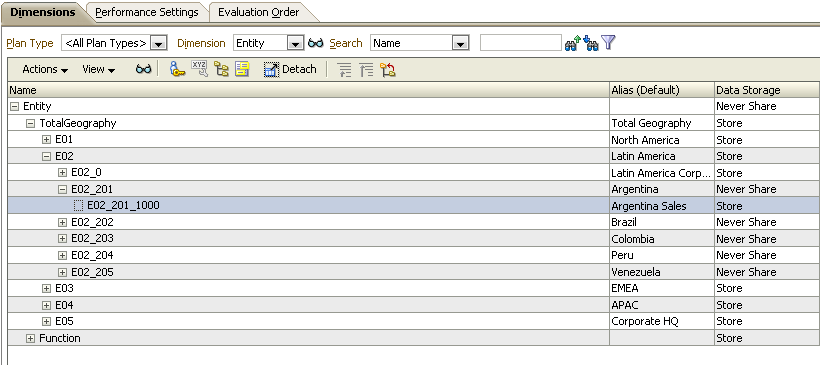 Dimensions Performance Settings Evaluation Order
Plan Type <All Plan Types> Dimension Entity Search Name
Actions View XYZ Detach
Name Alias (Default) Data Storage
Entity Never Share
TotalGeography Total Geography Store
E01 North America Store
E02 Latin America Store
E02_0 Latin America Corp... Store
E02_201 Argentina Never Share
E02_201_1000 Argentina Sales Store
E02_202 Brazil Never Share
E02_203 Colombia Never Share
E02_204 Peru Never Share
E02_205 Venezuela Never Share
E03 EMEA Store
E04 APAC Store
E05 Corporate HQ Store
Function Store